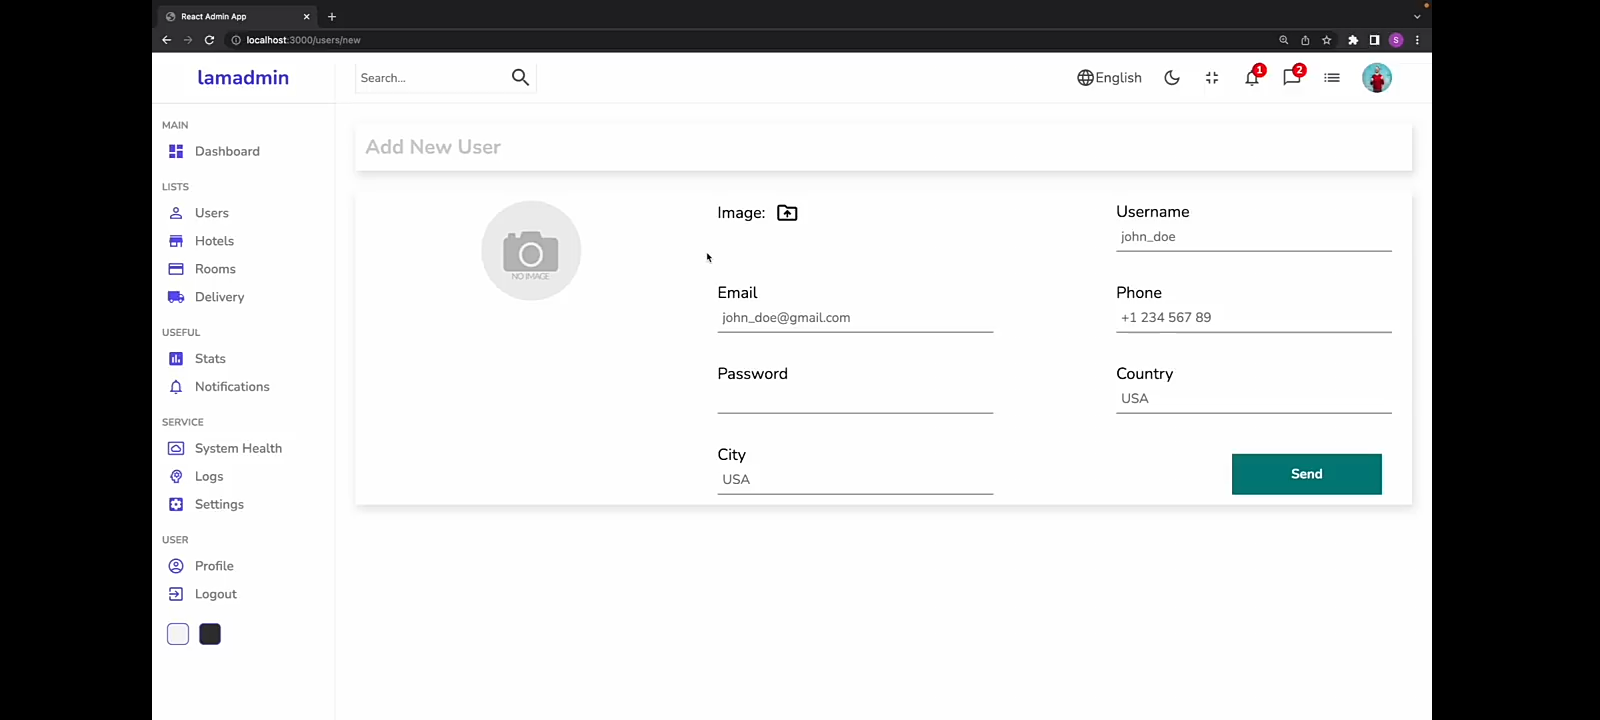 React Admin App
localhost:3000/users/new
S
lamadmin
Search...
English
1
2
MAIN
Dashboard
LISTS
Users
Hotels
Rooms
Delivery
USEFUL
Stats
Notifications
SERVICE
System Health
Logs
Settings
USER
Profile
Logout
Add New User
NO IMAGE
Image:
Username
john_doe
Email
john_doe@gmail.com
Phone
+1 234 567 89
Password
Country
USA
City
USA
Send